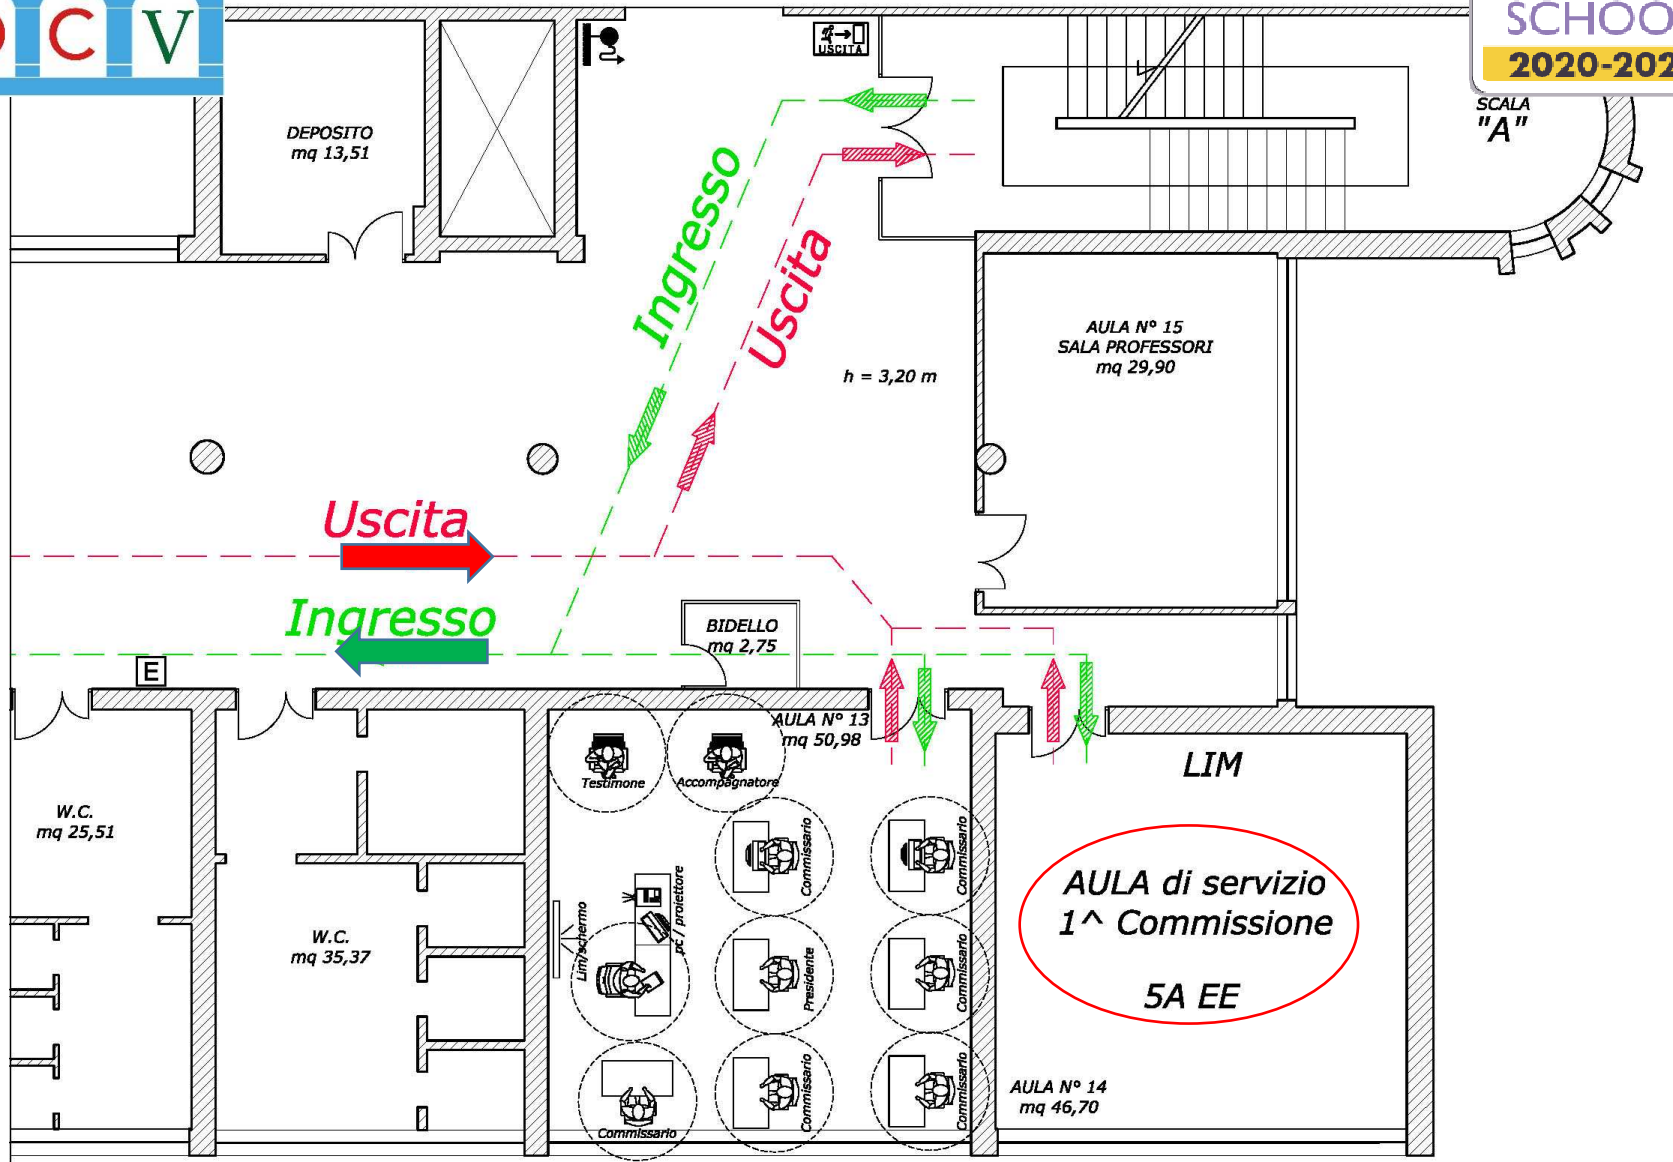 C V
SCHOO
2020-202
USCITA
SCALA
"A"
DEPOSITO
mq 13,51
Ingresso
Uscita
AULA N° 15
SALA PROFESSORI
mq 29,90
h = 3,20 m
Uscita
Ingresso
BIDELLO
mq 2,75
E
AULA N° 13
mq 50,98
LIM
Testimone
Accompagnatore
W.C.
mq 25,51
Commissario
Commissario
AULA di servizio
1^ Commissione
5A EE
pc / proiettore
Lim/schermo
W.C.
mq 35,37
Presidente
Commissario
Commissario
Commissario
Commissario
AULA N° 14
mq 46,70